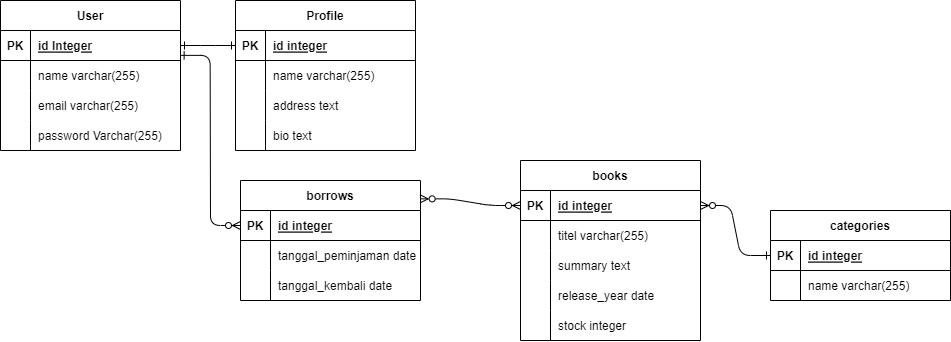 User
PK id Integer
name varchar(255)
email varchar(255)
password Varchar(255)
Profile
PK id integer
name varchar(255)
address text
bio text
borrows
PK id integer
tanggal_peminjaman date
tanggal_kembali date
books
PK id integer
titel varchar(255)
summary text
release_year date
stock integer
categories
PK id integer
name varchar(255)